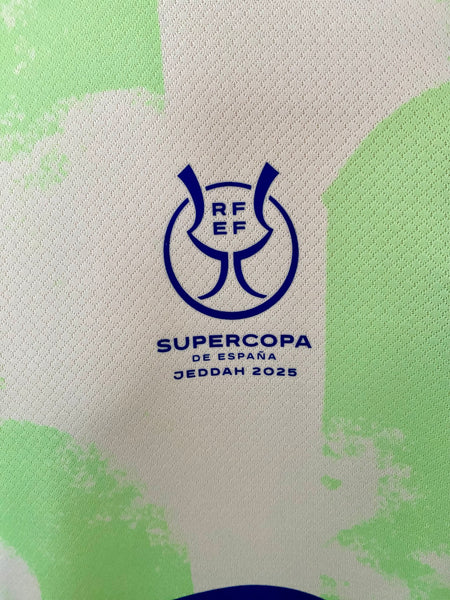 RF
EF
SUPERCOPA
DE ESPAÑA
JEDDAH 2025